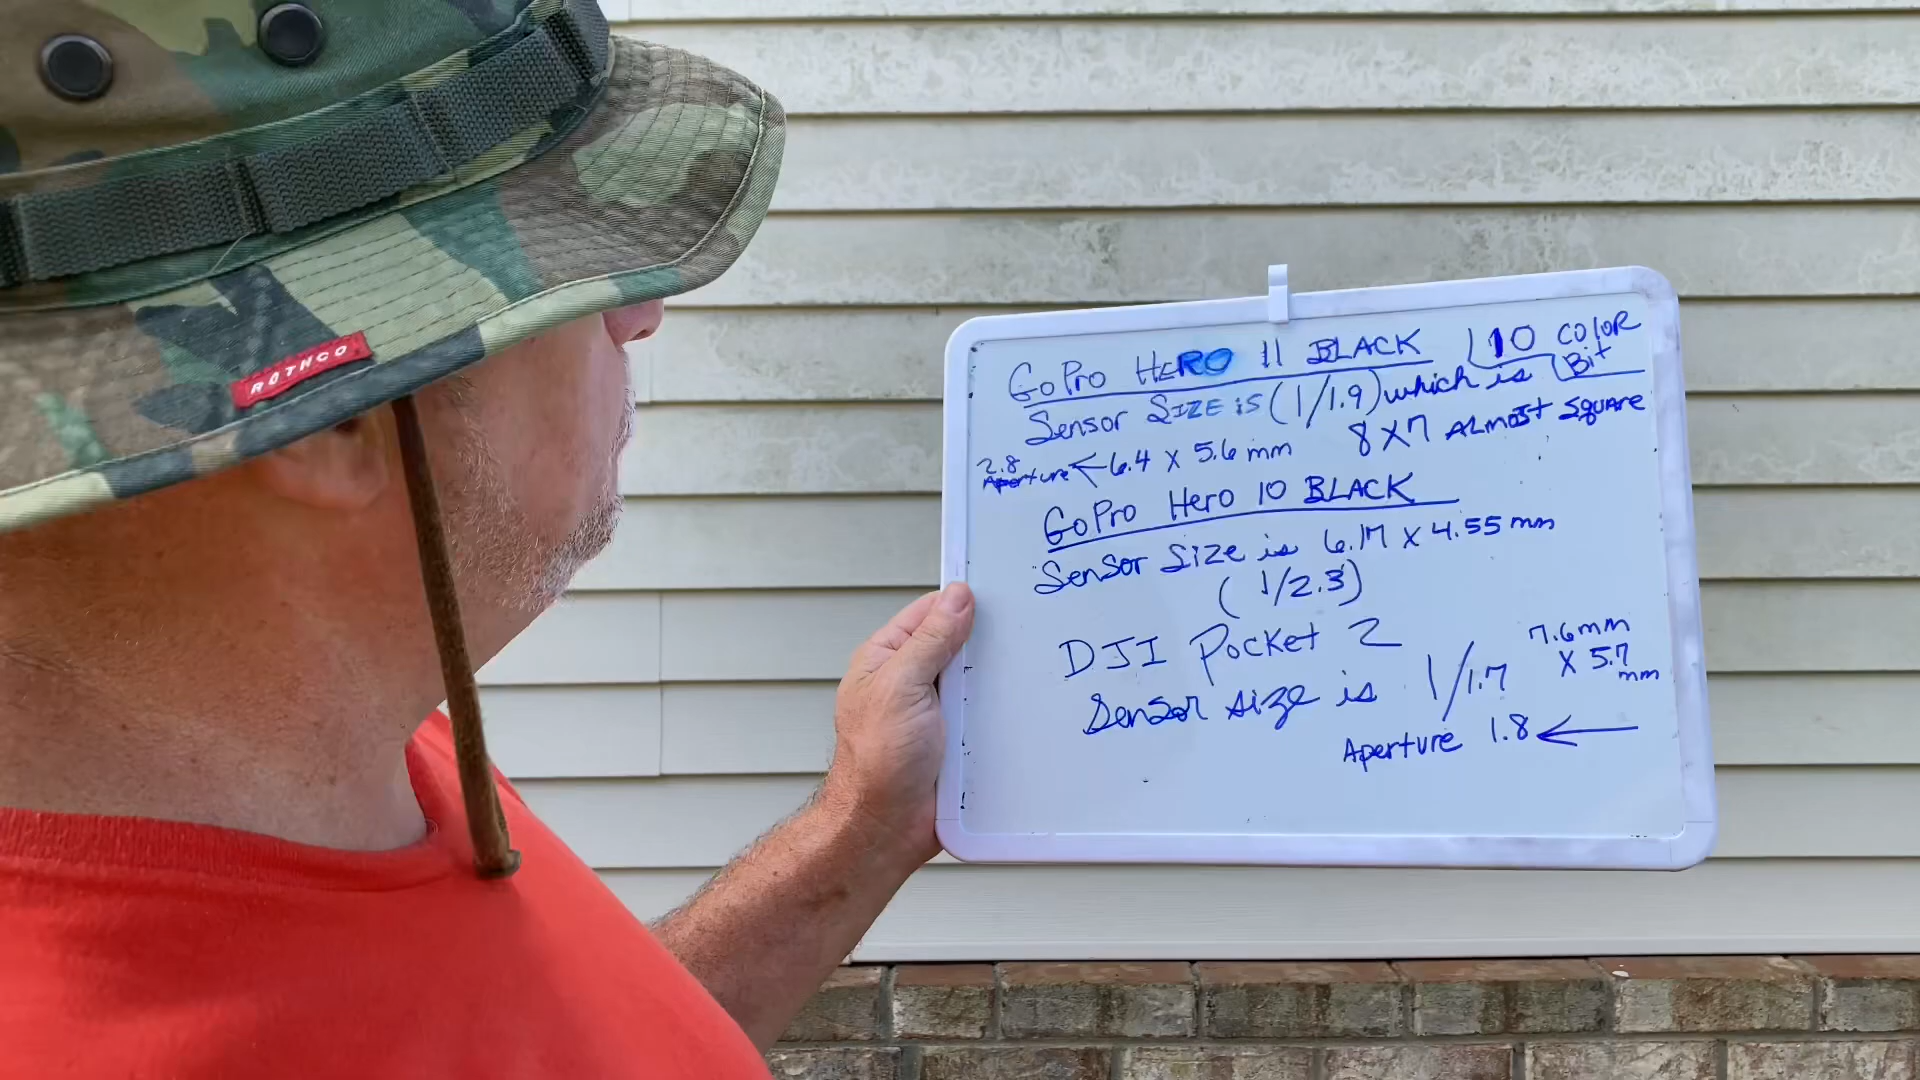 ROTHCO
GoPro HERO 11 BLACK 10 COLOR
Bit
Sensor SIZE is (1/1.9) which is
8 X 7 ALmost Square
2.8
Aperture ← 6.4 X 5.6 mm
GoPro Hero 10 BLACK
Sensor Size is 6.17 X 4.55 mm
(1/2.3)
DJI Pocket 2
7.6mm
X 5.7
mm
Sensor size is 1/1.7
Aperture 1.8 ←